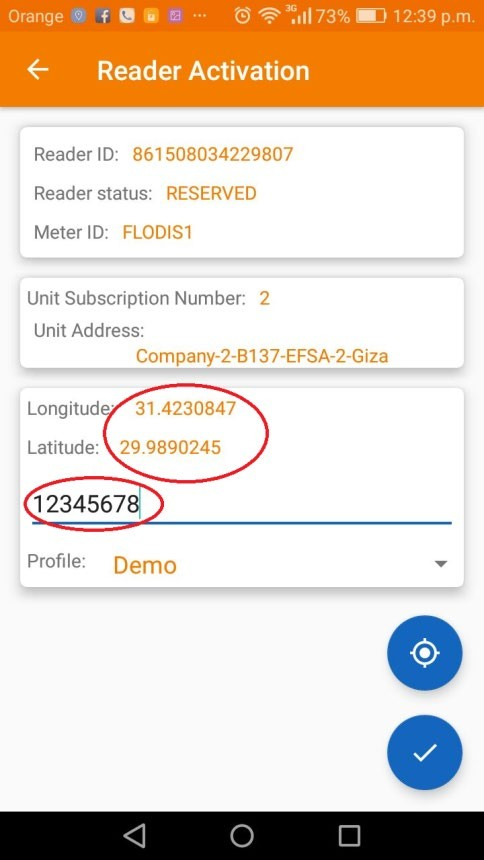 Orange 3G 73% 12:39 p.m.
Reader Activation
Reader ID: 861508034229807
Reader status: RESERVED
Meter ID: FLODIS1
Unit Subscription Number: 2
Unit Address:
Company-2-B137-EFSA-2-Giza
Longitude: 31.4230847
Latitude: 29.9890245
12345678
Profile: Demo